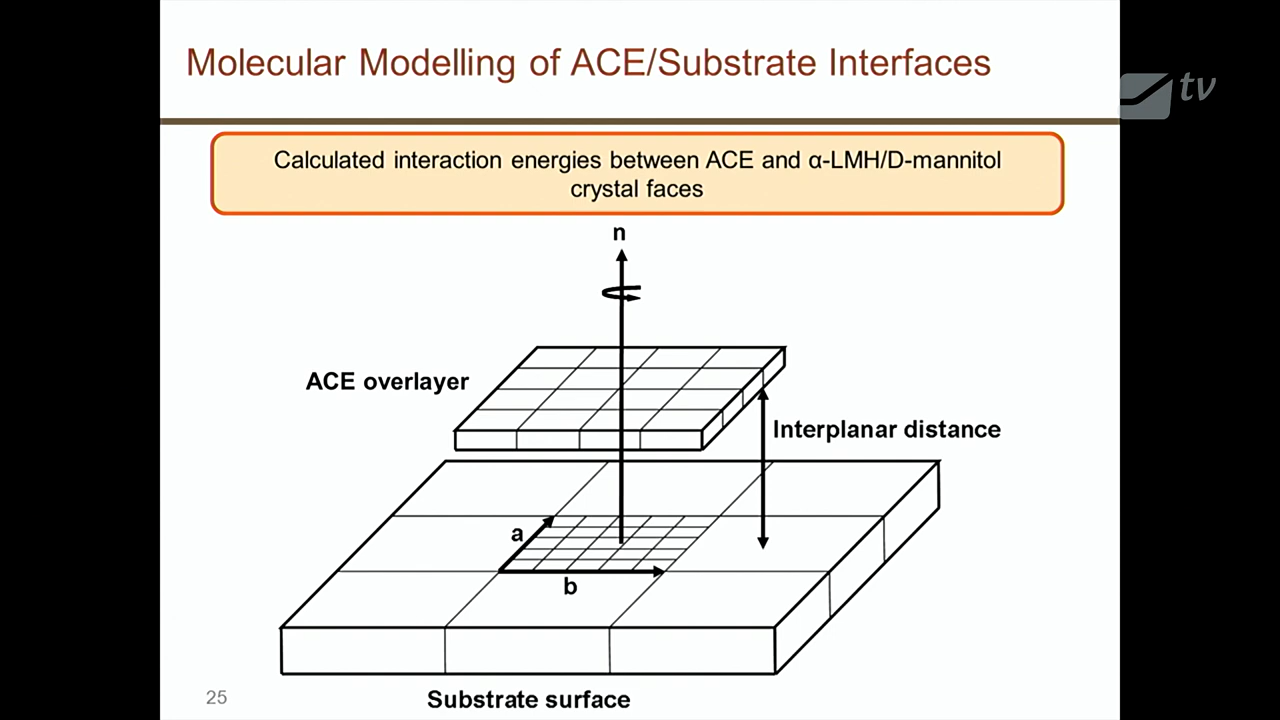 Molecular Modelling of ACE/Substrate Interfaces
tv
Calculated interaction energies between ACE and α-LMH/D-mannitol
crystal faces
n
ACE overlayer
Interplanar distance
a
b
25
Substrate surface